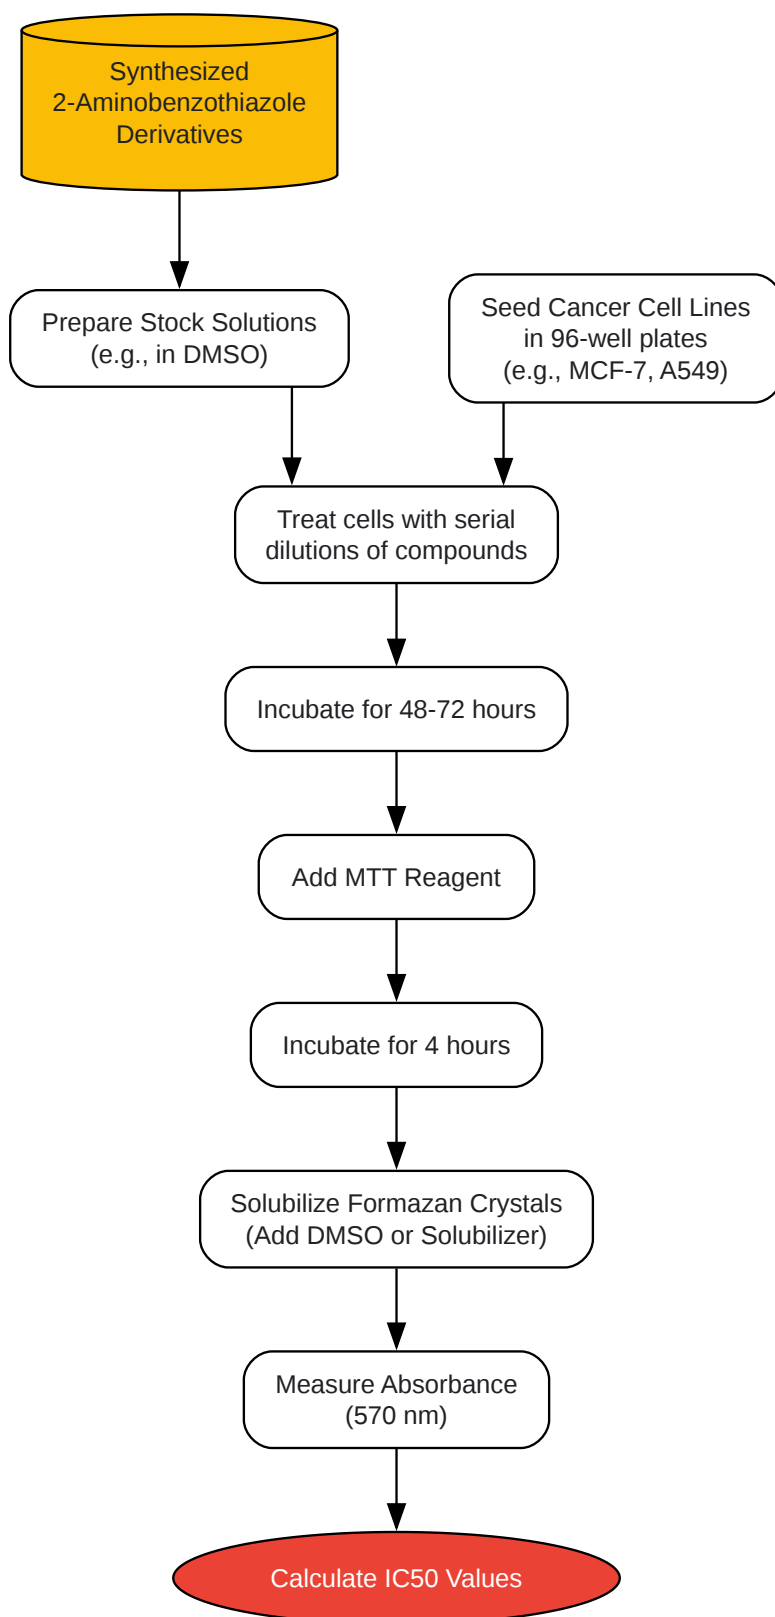 Synthesized
2-Aminobenzothiazole
Derivatives
Prepare Stock Solutions
(e.g., in DMSO)
Seed Cancer Cell Lines
in 96-well plates
(e.g., MCF-7, A549)
Treat cells with serial
dilutions of compounds
Incubate for 48-72 hours
Add MTT Reagent
Incubate for 4 hours
Solubilize Formazan Crystals
(Add DMSO or Solubilizer)
Measure Absorbance
(570 nm)
Calculate IC50 Values